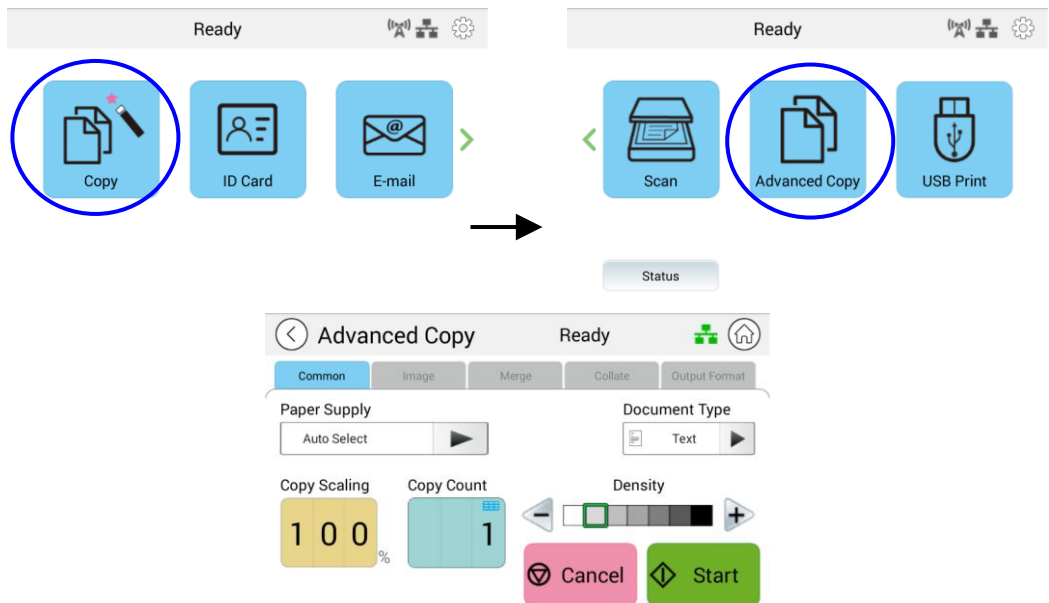 Ready
Ready
@
Copy
ID Card
E-mail
Scan
Advanced Copy
USB Print
Status
Advanced Copy
Ready
Common
Image
Merge
Collate
Output Format
Paper Supply
Document Type
Auto Select
Text
Copy Scaling
Copy Count
Density
100%
1
Cancel
Start